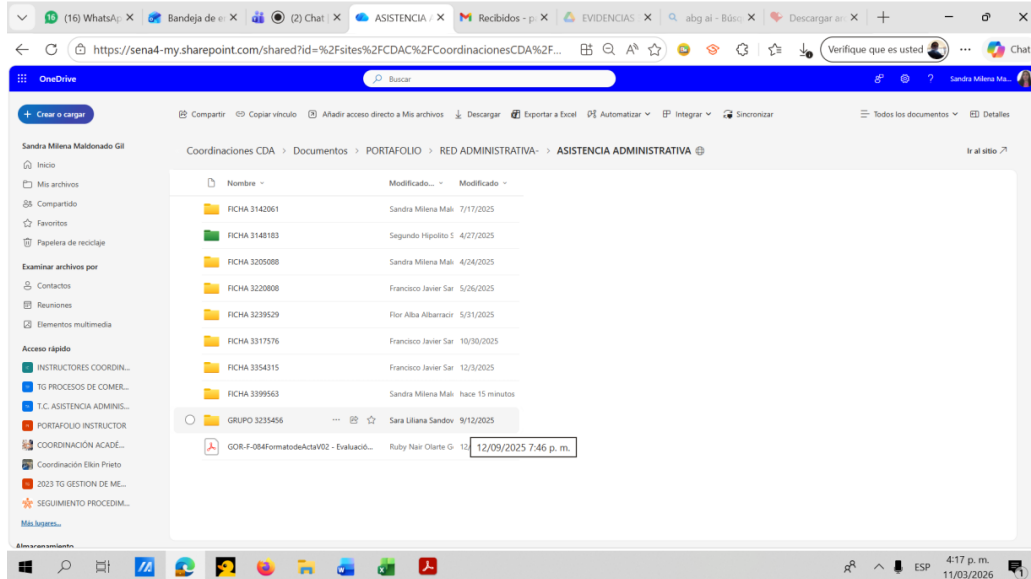 (16) WhatsAp
Bandeja de e
(2) Chat
ASISTENCIA A
Recibidos - p
EVIDENCIAS
abg ai - Búsq
Descargar ar
https://sena4-my.sharepoint.com/shared?id=%2Fsites%2FCDAC%2FCoordinacionesCDA%2F...
Verifique que es usted
Chat
OneDrive
Buscar
Sandra Milena Ma...
+ Crear o cargar
Compartir
Copiar vínculo
Añadir acceso directo a Mis archivos
Descargar
Exportar a Excel
Automatizar
Integrar
Sincronizar
Todos los documentos
Detalles
Sandra Milena Maldonado Gil
Inicio
Mis archivos
Compartido
Favoritos
Papelera de reciclaje
Examinar archivos por
Contactos
Reuniones
Elementos multimedia
Acceso rápido
INSTRUCTORES COORDIN...
TG PROCESOS DE COMER...
T.C. ASISTENCIA ADMINIS...
PORTAFOLIO INSTRUCTOR
COORDINACIÓN ACADÉ...
Coordinación Elkin Prieto
2023 TG GESTION DE ME...
SEGUIMIENTO PROCEDIM...
Más lugares...
Almacenamiento
Coordinaciones CDA > Documentos > PORTAFOLIO > RED ADMINISTRATIVA- > ASISTENCIA ADMINISTRATIVA
Ir al sitio
Nombre Modificado... Modificado
FICHA 3142061 Sandra Milena Mal 7/17/2025
FICHA 3148183 Segundo Hipolito S 4/27/2025
FICHA 3205088 Sandra Milena Mal 4/24/2025
FICHA 3220808 Francisco Javier Sar 5/26/2025
FICHA 3239529 Flor Alba Albarracir 5/31/2025
FICHA 3317576 Francisco Javier Sar 10/30/2025
FICHA 3354315 Francisco Javier Sar 12/3/2025
FICHA 3399563 Sandra Milena Mal hace 15 minutos
GRUPO 3235456 Sara Liliana Sandov 9/12/2025
GOR-F-084FormatodeActaV02 - Evaluació... Ruby Nair Olarte G 12/
12/09/2025 7:46 p. m.
ESP
4:17 p. m.
11/03/2026